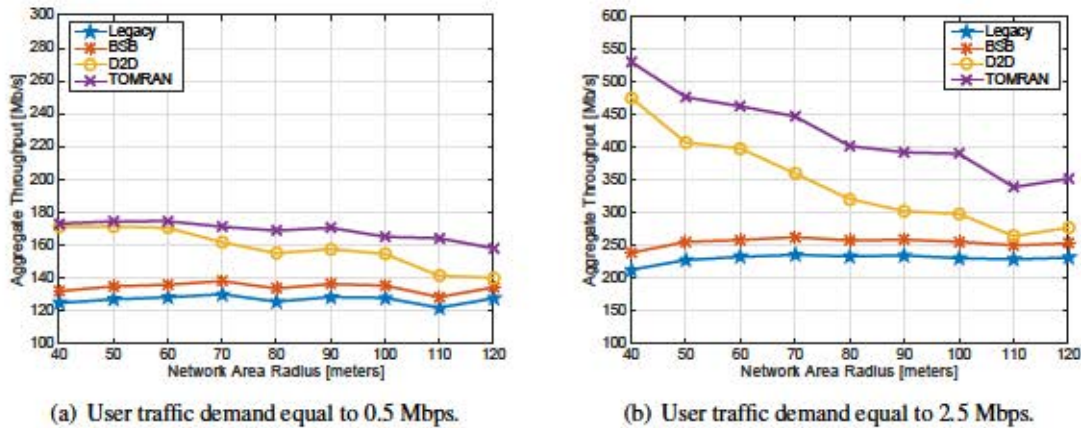 300
280
260
240
220
200
180
160
140
120
100
Aggregate Throughput [Mb/s]
Legacy
BSB
D2D
TOMRAN
40 50 60 70 80 90 100 110 120
Network Area Radius [meters]
(a) User traffic demand equal to 0.5 Mbps.
600
550
500
450
400
350
300
250
200
150
100
50
0
Aggregate Throughput [Mb/s]
Legacy
BSB
D2D
TOMRAN
40 50 60 70 80 90 100 110 120
Network Area Radius [meters]
(b) User traffic demand equal to 2.5 Mbps.